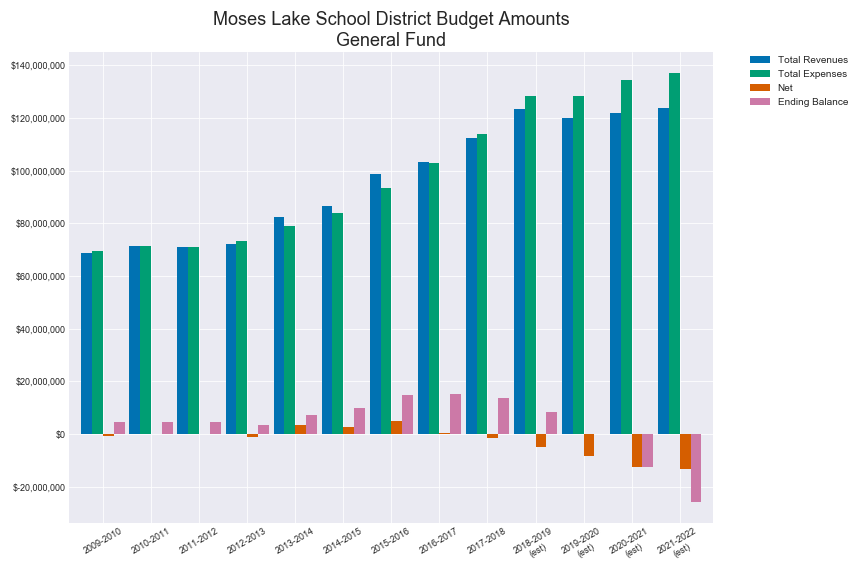 Moses Lake School District Budget Amounts
General Fund
Total Revenues
Total Expenses
Net
Ending Balance
$140,000,000
$120,000,000
$100,000,000
$80,000,000
$60,000,000
$40,000,000
$20,000,000
$0
$-20,000,000
2009-2010
2010-2011
2011-2012
2012-2013
2013-2014
2014-2015
2015-2016
2016-2017
2017-2018
2018-2019
(est)
2019-2020
(est)
2020-2021
(est)
2021-2022
(est)